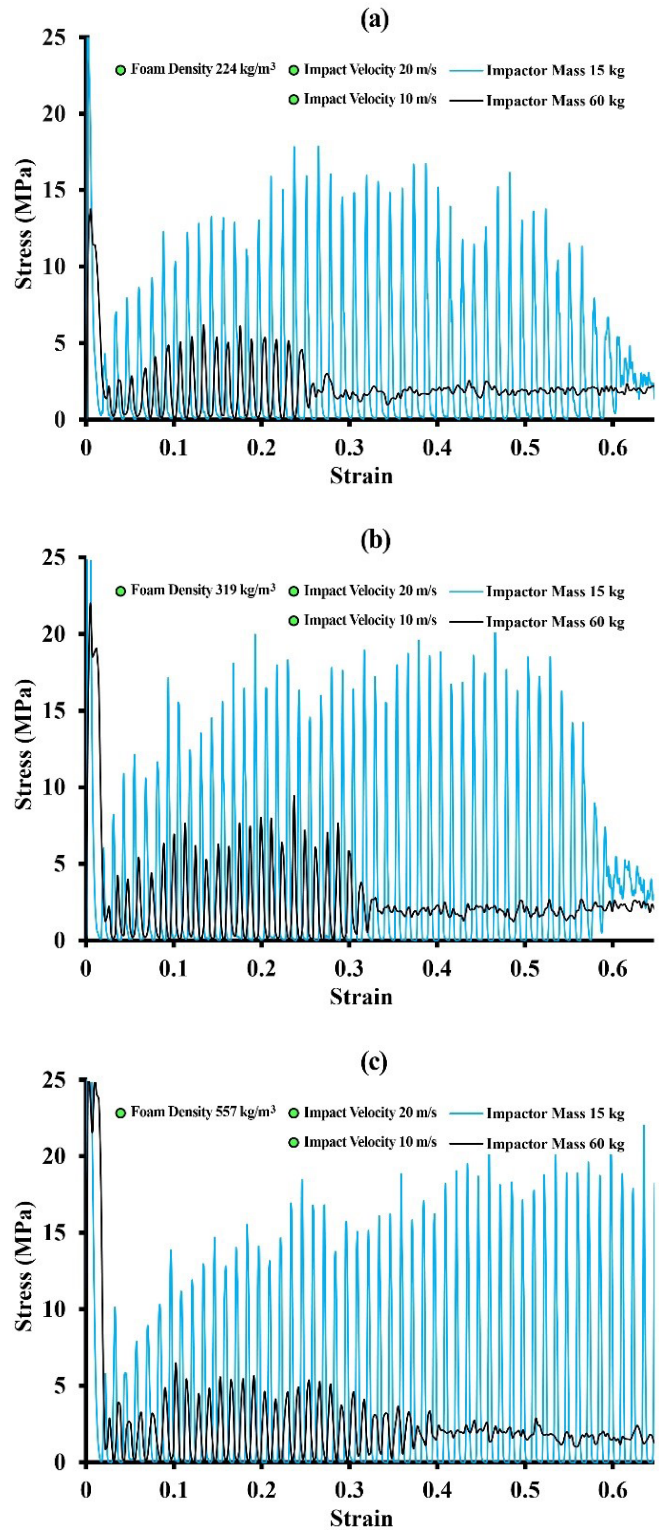 (a)
25
Foam Density 224 kg/m³ Impact Velocity 20 m/s Impactor Mass 15 kg
Impact Velocity 10 m/s Impactor Mass 60 kg
20
15
10
5
0
Stress (MPa)
0 0.1 0.2 0.3 0.4 0.5 0.6
Strain
(b)
25
Foam Density 319 kg/m³ Impact Velocity 20 m/s Impactor Mass 15 kg
Impact Velocity 10 m/s Impactor Mass 60 kg
20
15
10
5
0
Stress (MPa)
0 0.1 0.2 0.3 0.4 0.5 0.6
Strain
(c)
25
Foam Density 557 kg/m³ Impact Velocity 20 m/s Impactor Mass 15 kg
Impact Velocity 10 m/s Impactor Mass 60 kg
20
15
10
5
0
Stress (MPa)
0 0.1 0.2 0.3 0.4 0.5 0.6
Strain